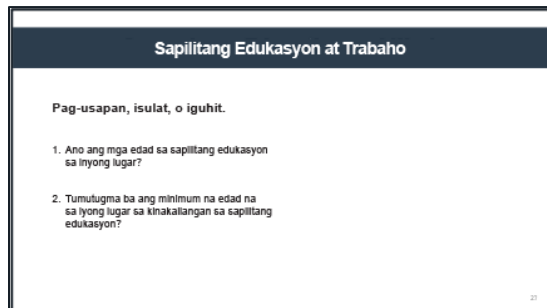 Sapilitang Edukasyon at Trabaho
Pag-usapan, isulat, o iguhit.
1. Ano ang mga edad sa sapilitang edukasyon
sa inyong lugar?
2. Tumutugma ba ang minimum na edad na
sa iyong lugar sa kinakailangan sa sapilitang
edukasyon?
21